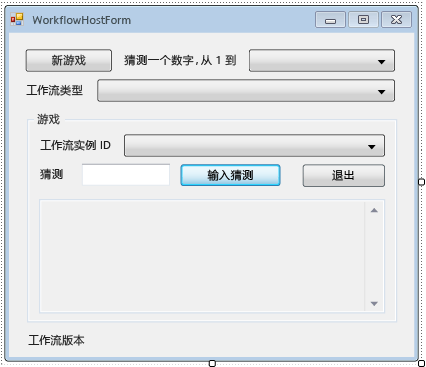 WorkflowHostForm
新游戏 猜测一个数字,从 1 到
工作流类型
游戏
工作流实例 ID
猜测 输入猜测 退出
工作流版本